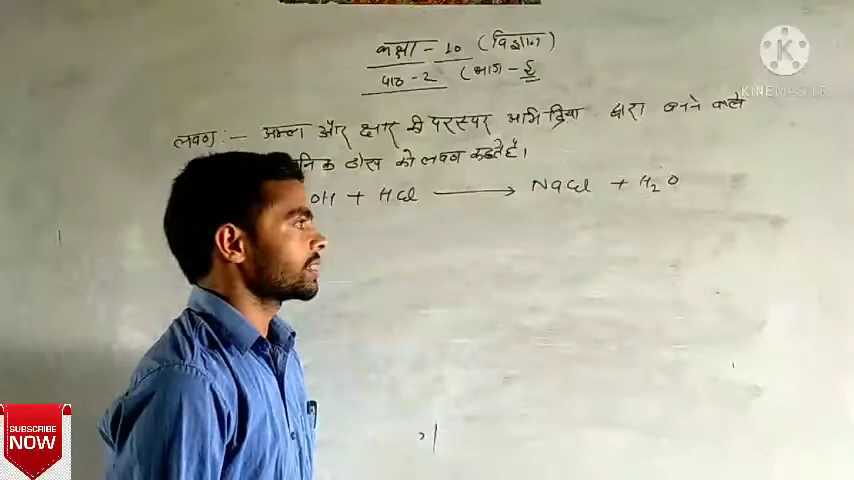 कक्षा - 10 (विज्ञान)
पाठ - 2 (भाग - ई)
KINEMASTER
लवण :- अम्ल और क्षार की परस्पर अभिक्रिया द्वारा बनने वाले
निक ठोस को लवण कहते हैं।
OH + HCl → NaCl + H₂O
SUBSCRIBE
NOW